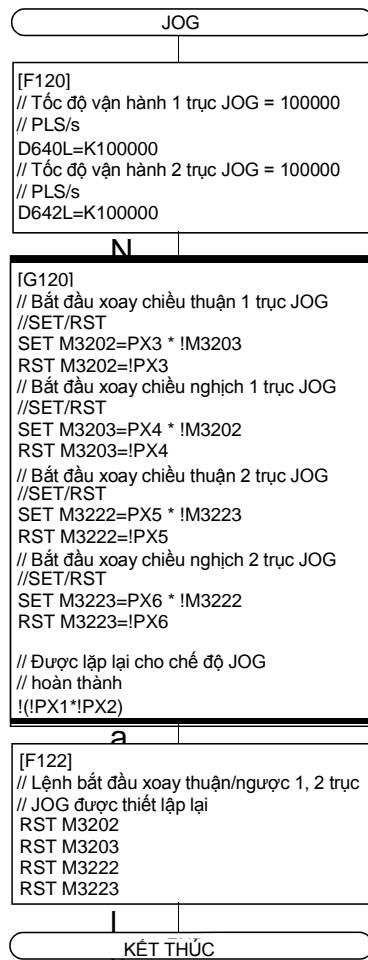 JOG
[F120]
// Tốc độ vận hành 1 trục JOG = 100000
// PLS/s
D640L=K100000
// Tốc độ vận hành 2 trục JOG = 100000
// PLS/s
D642L=K100000
N
[G120]
// Bắt đầu xoay chiều thuận 1 trục JOG
//SET/RST
SET M3202=PX3 * !M3203
RST M3202=!PX3
// Bắt đầu xoay chiều nghịch 1 trục JOG
//SET/RST
SET M3203=PX4 * !M3202
RST M3203=!PX4
// Bắt đầu xoay chiều thuận 2 trục JOG
//SET/RST
SET M3222=PX5 * !M3223
RST M3222=!PX5
// Bắt đầu xoay chiều nghịch 2 trục JOG
//SET/RST
SET M3223=PX6 * !M3222
RST M3223=!PX6
// Được lặp lại cho chế độ JOG
// hoàn thành
!(!PX1*!PX2)
a
[F122]
// Lệnh bắt đầu xoay thuận/ngược 1, 2 trục
// JOG được thiết lập lại
RST M3202
RST M3203
RST M3222
RST M3223
KẾT THÚC